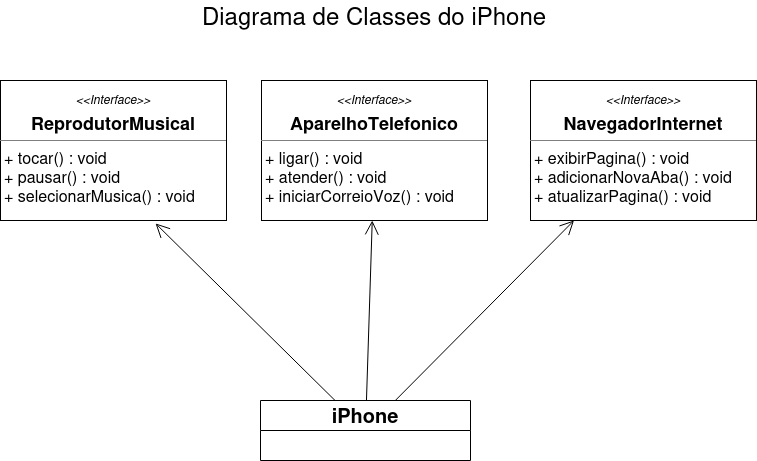 Diagrama de Classes do iPhone
<<Interface>>
ReprodutorMusical
+ tocar() : void
+ pausar() : void
+ selecionarMusica() : void
<<Interface>>
AparelhoTelefonico
+ ligar() : void
+ atender() : void
+ iniciarCorreioVoz() : void
<<Interface>>
NavegadorInternet
+ exibirPagina() : void
+ adicionarNovaAba() : void
+ atualizarPagina() : void
iPhone